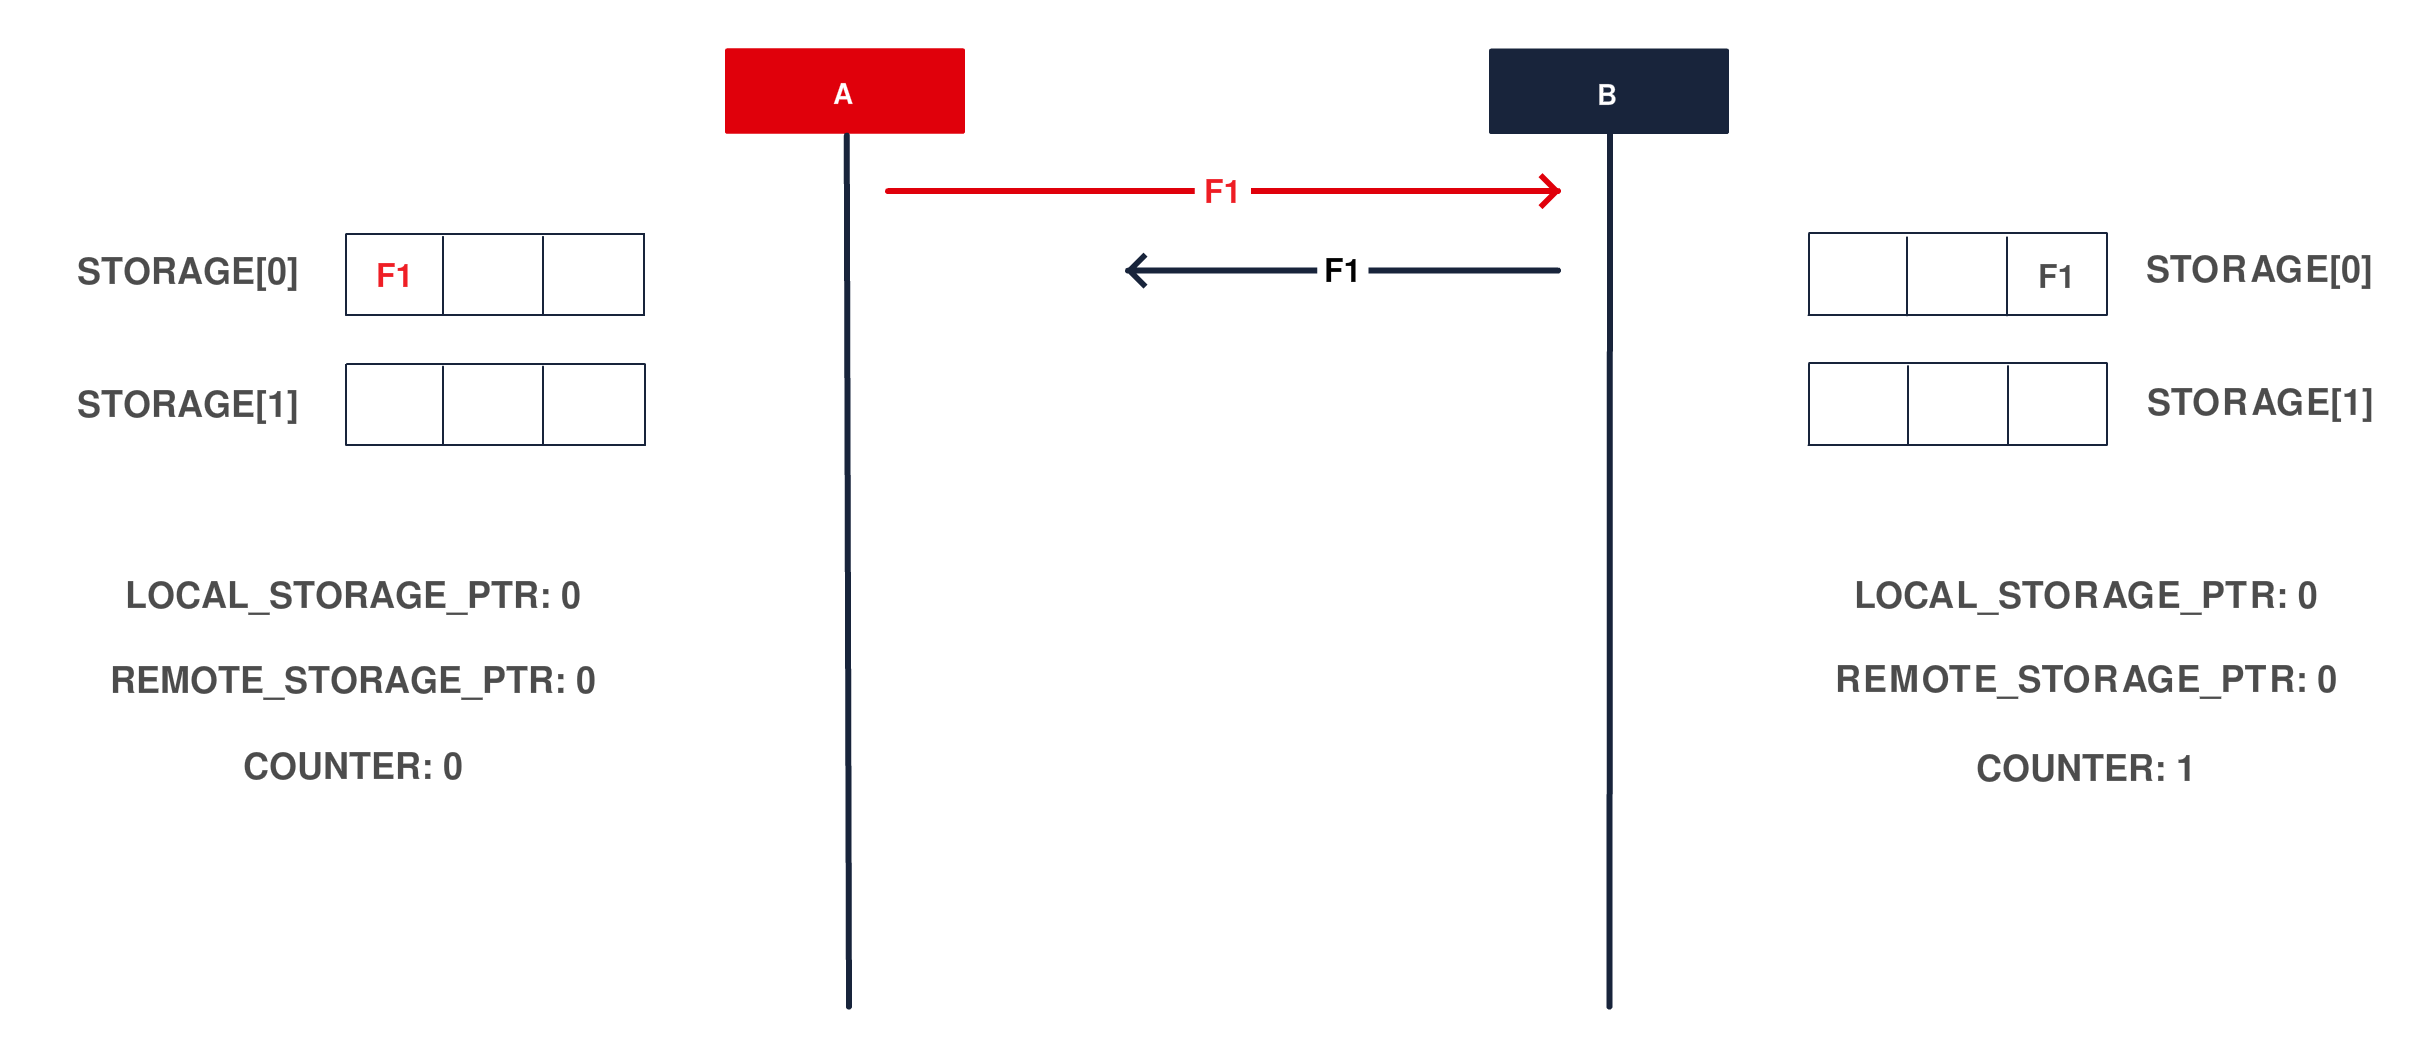 A
B
F1
F1
STORAGE[0]
F1
F1
STORAGE[0]
STORAGE[1]
STORAGE[1]
LOCAL_STORAGE_PTR: 0
LOCAL_STORAGE_PTR: 0
REMOTE_STORAGE_PTR: 0
REMOTE_STORAGE_PTR: 0
COUNTER: 0
COUNTER: 1